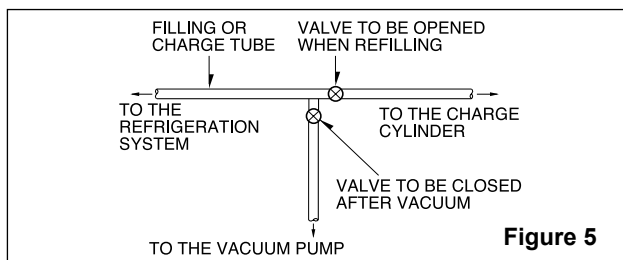 FILLING OR
CHARGE TUBE
VALVE TO BE OPENED
WHEN REFILLING
TO THE
REFRIGERATION
SYSTEM
TO THE CHARGE
CYLINDER
VALVE TO BE CLOSED
AFTER VACUUM
TO THE VACUUM PUMP
Figure 5